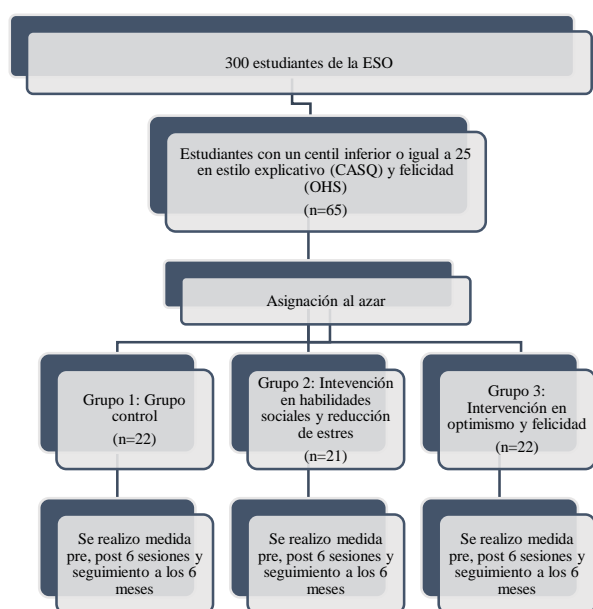 300 estudiantes de la ESO
Estudiantes con un centil inferior o igual a 25
en estilo explicativo (CASQ) y felicidad
(OHS)
(n=65)
Asignación al azar
Grupo 1: Grupo
control
(n=22)
Grupo 2: Intevención
en habilidades
sociales y reducción
de estres
(n=21)
Grupo 3:
Intervención en
optimismo y felicidad
(n=22)
Se realizo medida
pre, post 6 sesiones y
seguimiento a los 6
meses
Se realizo medida
pre, post 6 sesiones y
seguimiento a los 6
meses
Se realizo medida
pre, post 6 sesiones y
seguimiento a los 6
meses